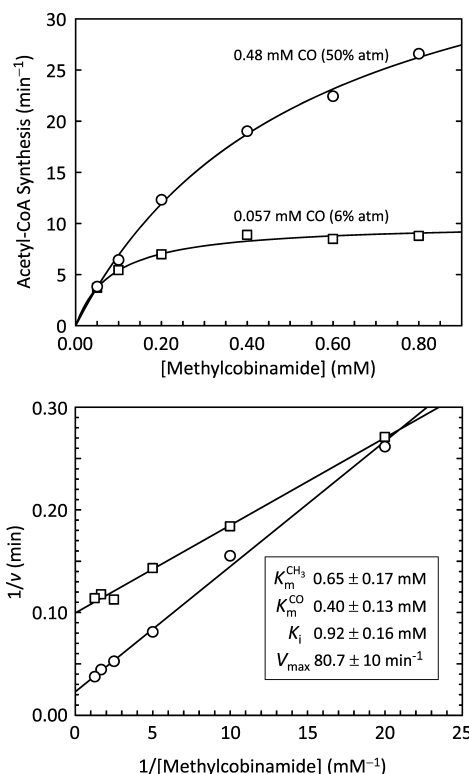 30
25
20
15
10
5
0
Acetyl-CoA Synthesis (min⁻¹)
0.48 mM CO (50% atm)
0.057 mM CO (6% atm)
0.00 0.20 0.40 0.60 0.80
[Methylcobinamide] (mM)
0.30
0.20
0.10
0.00
1/v (min)
K_m^CH₃ 0.65 ± 0.17 mM
K_m^CO 0.40 ± 0.13 mM
K_i 0.92 ± 0.16 mM
V_max 80.7 ± 10 min⁻¹
0 5 10 15 20 25
1/[Methylcobinamide] (mM⁻¹)